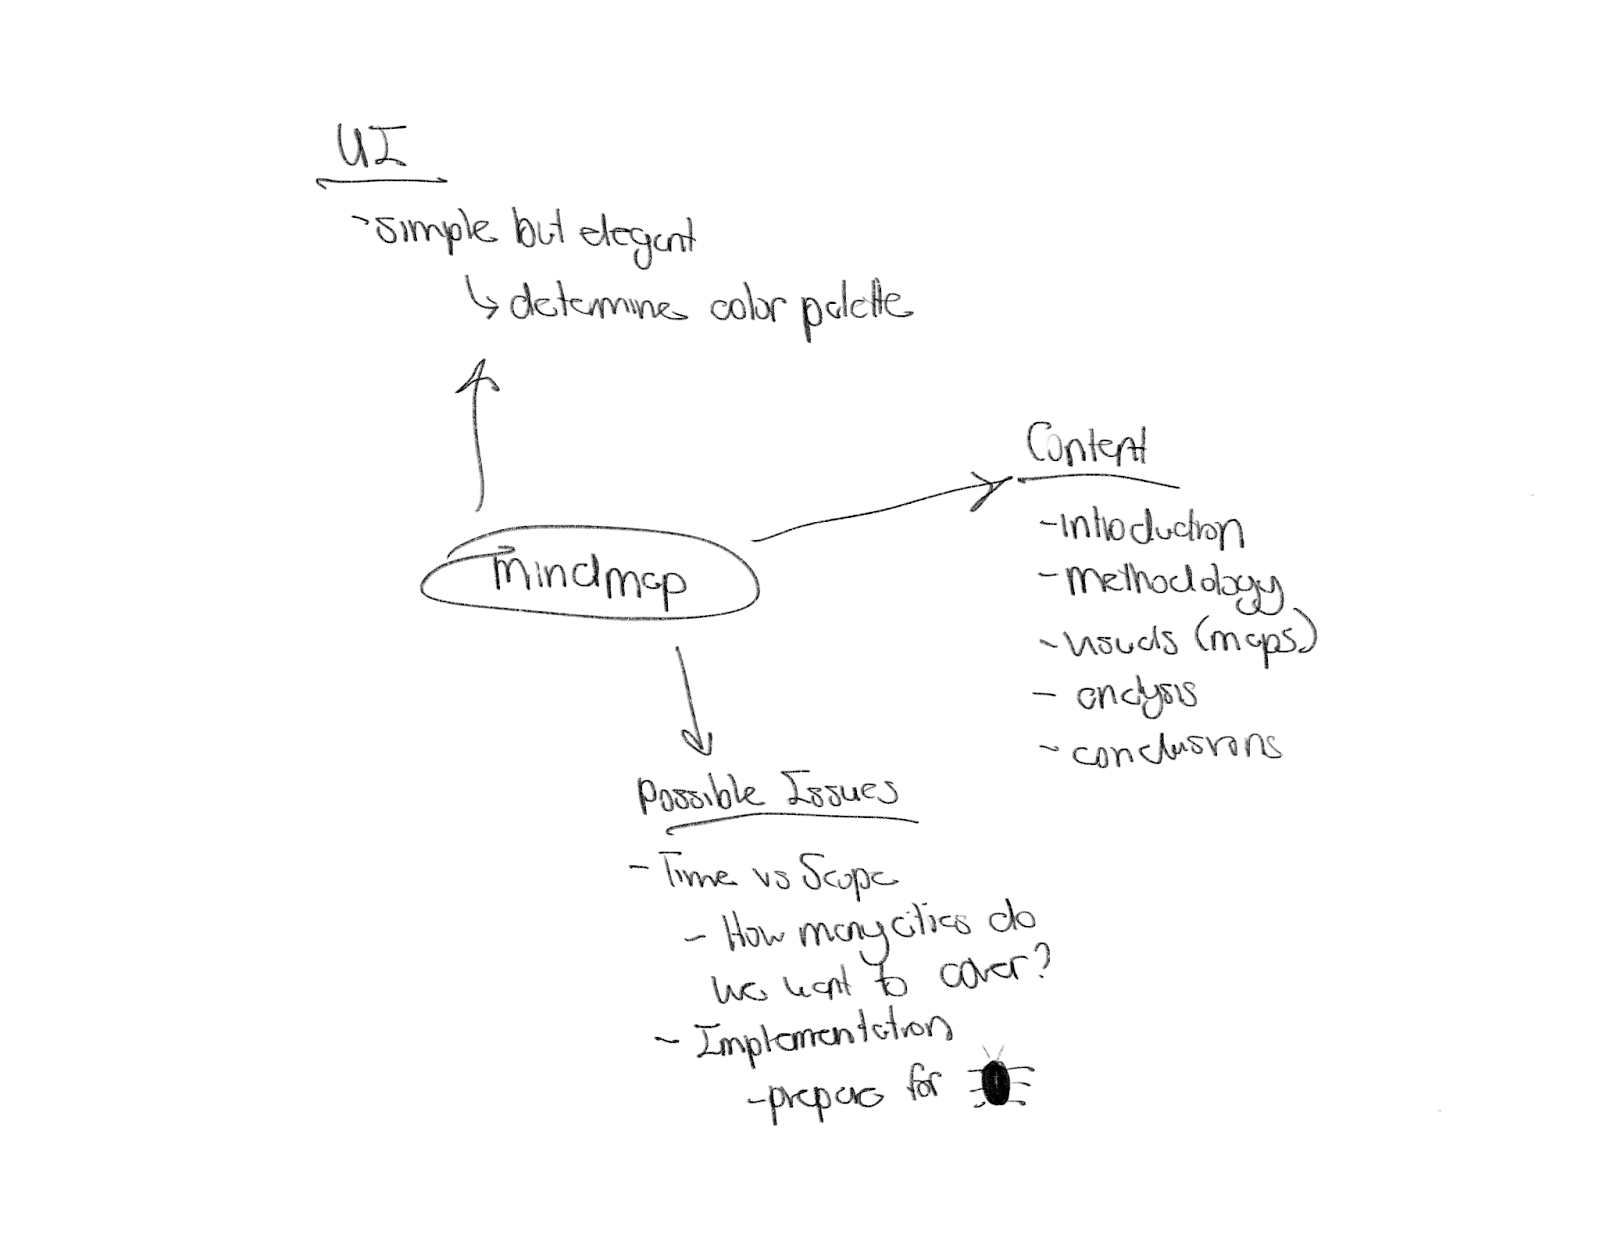 UI
- simple but elegant
↳ determine color palette
Content
- introduction
- methodology
- visuals (maps)
- analysis
- conclusions
mindmap
Possible Issues
- Time vs Scope
- How many cities do
we want to cover?
- Implementation
- prepare for